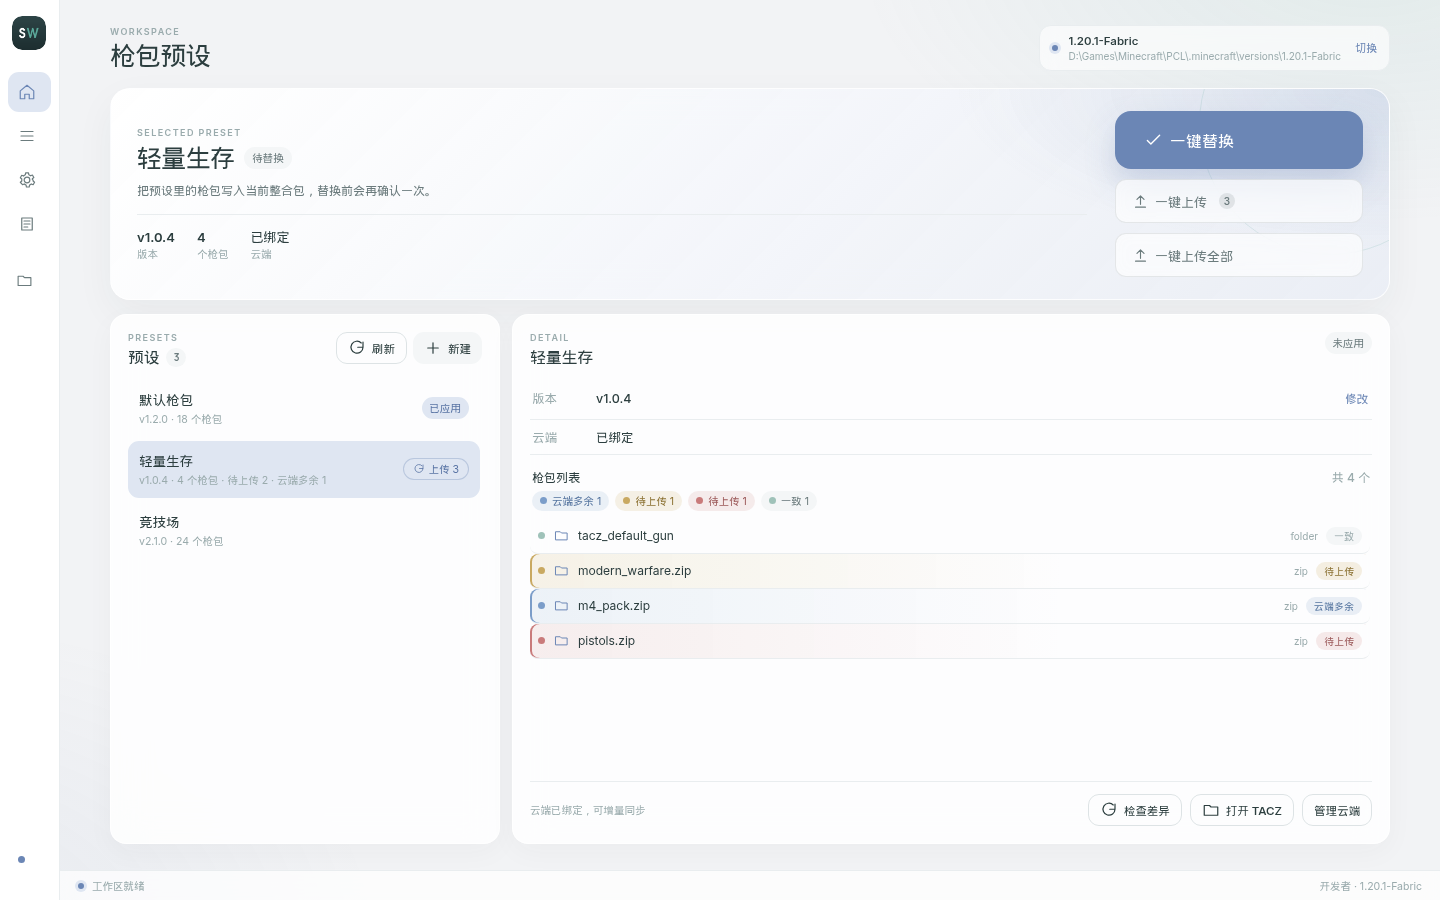 SW
WORKSPACE
枪包预设
1.20.1-Fabric
D:\Games\Minecraft\PCL\.minecraft\versions\1.20.1-Fabric
切换
SELECTED PRESET
轻量生存 待替换
把预设里的枪包写入当前整合包，替换前会再确认一次。
v1.0.4 4 已绑定
版本 个枪包 云端
一键替换
一键上传 3
一键上传全部
PRESETS
预设 3
刷新
新建
默认枪包
v1.2.0 · 18 个枪包
已应用
轻量生存
v1.0.4 · 4 个枪包 · 待上传 2 · 云端多余 1
上传 3
竞技场
v2.1.0 · 24 个枪包
DETAIL
轻量生存
未应用
版本 v1.0.4 修改
云端 已绑定
枪包列表 共 4 个
云端多余 1 待上传 1 待上传 1 一致 1
tacz_default_gun folder 一致
modern_warfare.zip zip 待上传
m4_pack.zip zip 云端多余
pistols.zip zip 待上传
云端已绑定，可增量同步
检查差异 打开 TACZ 管理云端
工作区就绪
开发者 · 1.20.1-Fabric